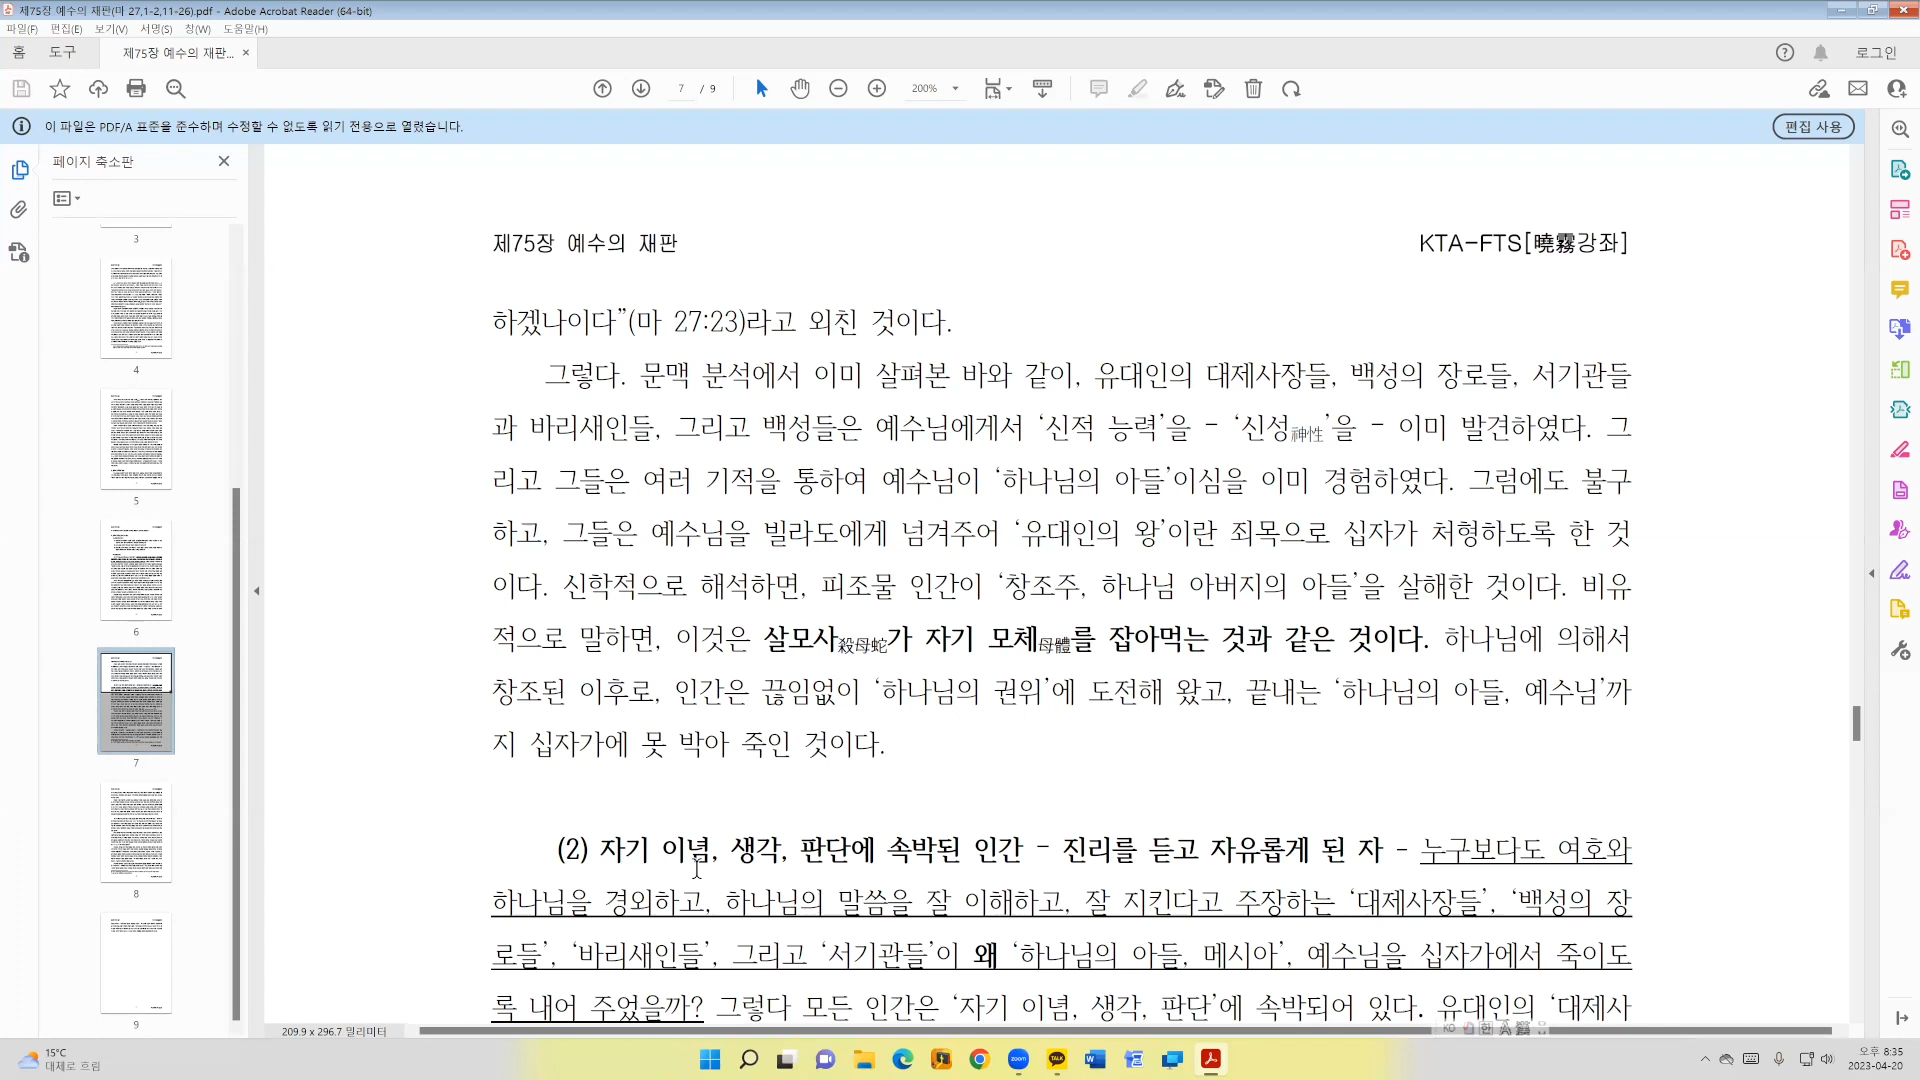 제75장 예수의 재판(마 27,1-2,11-26).pdf - Adobe Acrobat Reader (64-bit)
파일(F) 편집(E) 보기(V) 서명(S) 창(W) 도움말(H)
홈 도구 제75장 예수의 재판... × 로그인
7 / 9 200%
이 파일은 PDF/A 표준을 준수하며 수정할 수 없도록 읽기 전용으로 열렸습니다. 편집 사용
페이지 축소판
3
4
5
6
7
8
9
제75장 예수의 재판 KTA-FTS[曉霧강좌]
하겠나이다”(마 27:23)라고 외친 것이다.
그렇다. 문맥 분석에서 이미 살펴본 바와 같이, 유대인의 대제사장들, 백성의 장로들, 서기관들
과 바리새인들, 그리고 백성들은 예수님에게서 ‘신적 능력’을 - ‘신성神性’을 - 이미 발견하였다. 그
리고 그들은 여러 기적을 통하여 예수님이 ‘하나님의 아들’이심을 이미 경험하였다. 그럼에도 불구
하고, 그들은 예수님을 빌라도에게 넘겨주어 ‘유대인의 왕’이란 죄목으로 십자가 처형하도록 한 것
이다. 신학적으로 해석하면, 피조물 인간이 ‘창조주, 하나님 아버지의 아들’을 살해한 것이다. 비유
적으로 말하면, 이것은 살모사殺母蛇가 자기 모체母體를 잡아먹는 것과 같은 것이다. 하나님에 의해서
창조된 이후로, 인간은 끊임없이 ‘하나님의 권위’에 도전해 왔고, 끝내는 ‘하나님의 아들, 예수님’까
지 십자가에 못 박아 죽인 것이다.
(2) 자기 이념, 생각, 판단에 속박된 인간 - 진리를 듣고 자유롭게 된 자 - 누구보다도 여호와
하나님을 경외하고, 하나님의 말씀을 잘 이해하고, 잘 지킨다고 주장하는 ‘대제사장들’, ‘백성의 장
로들’, ‘바리새인들’, 그리고 ‘서기관들’이 왜 ‘하나님의 아들, 메시아’, 예수님을 십자가에서 죽이도
록 내어 주었을까? 그렇다 모든 인간은 ‘자기 이념, 생각, 판단’에 속박되어 있다. 유대인의 ‘대제사
209.9 x 296.7 밀리미터
15°C
대체로 흐림
zoom
TALK
오후 8:35
2023-04-20